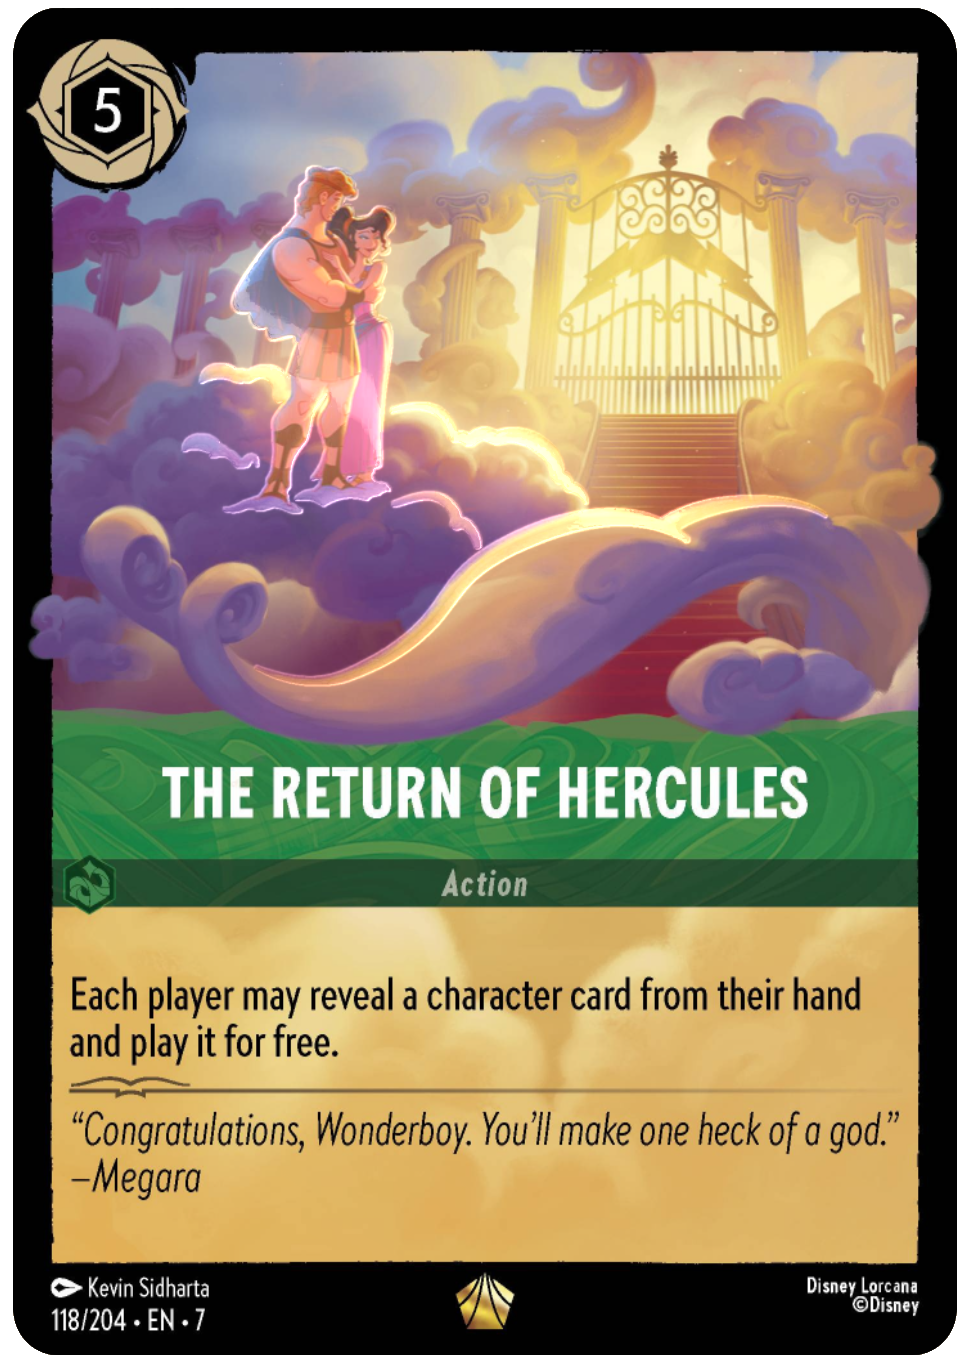 5
THE RETURN OF HERCULES
Action
Each player may reveal a character card from their hand
and play it for free.
“Congratulations, Wonderboy. You’ll make one heck of a god.”
–Megara
Kevin Sidharta
Disney Lorcana
118/204 • EN • 7
©Disney